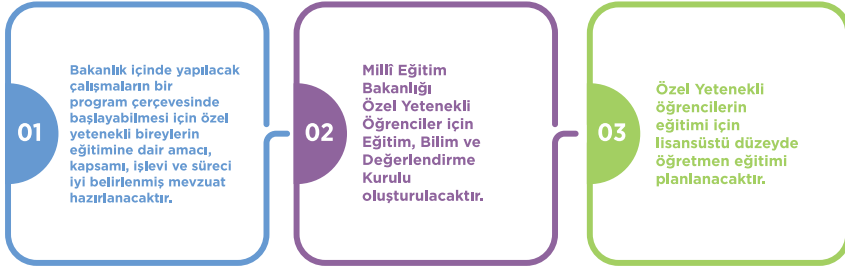 01
Bakanlık içinde yapılacak
çalışmaların bir
program çerçevesinde
başlayabilmesi için özel
yetenekli bireylerin
eğitimine dair amacı,
kapsamı, işlevi ve süreci
iyi belirlenmiş mevzuat
hazırlanacaktır.
02
Millî Eğitim
Bakanlığı
Özel Yetenekli
Öğrenciler için
Eğitim, Bilim ve
Değerlendirme
Kurulu
oluşturulacaktır.
03
Özel Yetenekli
öğrencilerin
eğitimi için
lisansüstü düzeyde
öğretmen eğitimi
planlanacaktır.